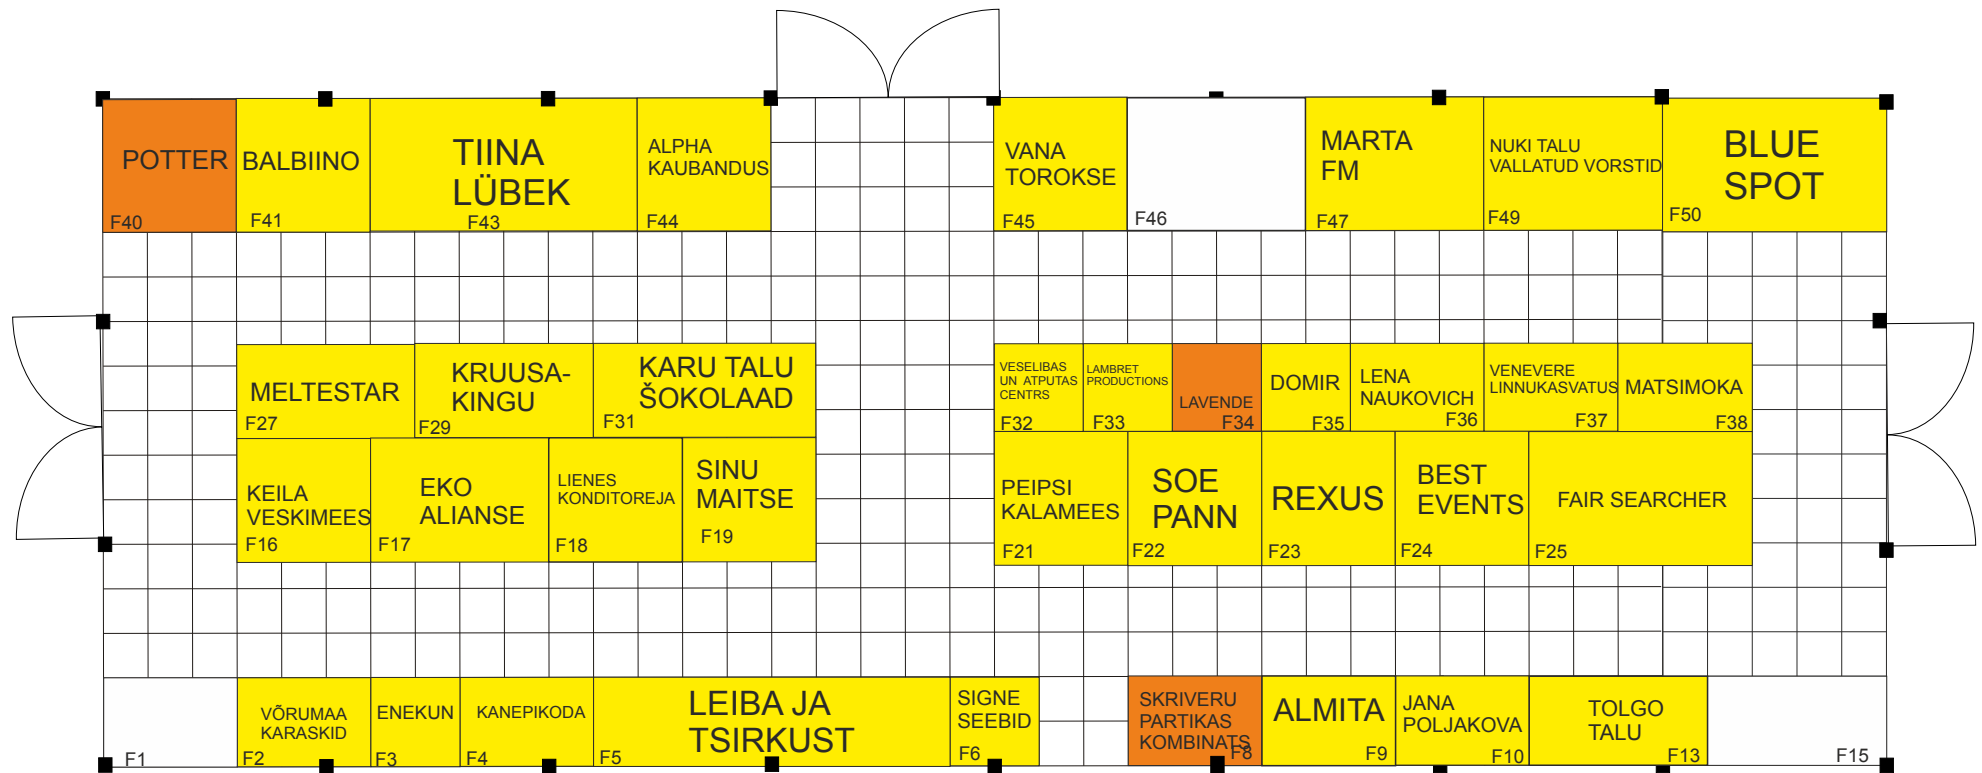 POTTER
F40
BALBIINO
F41
TIINA
LÜBEK
F43
ALPHA
KAUBANDUS
F44
VANA
TOROKSE
F45
F46
MARTA
FM
F47
NUKI TALU
VALLATUD VORSTID
F49
BLUE
SPOT
F50
MELTESTAR
F27
KRUUSA-
KINGU
F29
KARU TALU
ŠOKOLAAD
F31
VESELIBAS
UN ATPUTAS
CENTRS
F32
LAMBRET
PRODUCTIONS
F33
LAVENDE
F34
DOMIR
F35
LENA
NAUKOVICH
F36
VENEVERE
LINNUKASVATUS
F37
MATSIMOKA
F38
KEILA
VESKIMEES
F16
EKO
ALIANSE
F17
LIENES
KONDITOREJA
F18
SINU
MAITSE
F19
PEIPSI
KALAMEES
F21
SOE
PANN
F22
REXUS
F23
BEST
EVENTS
F24
FAIR SEARCHER
F25
F1
VÕRUMAA
KARASKID
F2
ENEKUN
F3
KANEPIKODA
F4
LEIBA JA
TSIRKUST
F5
SIGNE
SEEBID
F6
SKRIVERU
PARTIKAS
KOMBINATS
F8
ALMITA
F9
JANA
POLJAKOVA
F10
TOLGO
TALU
F13
F15